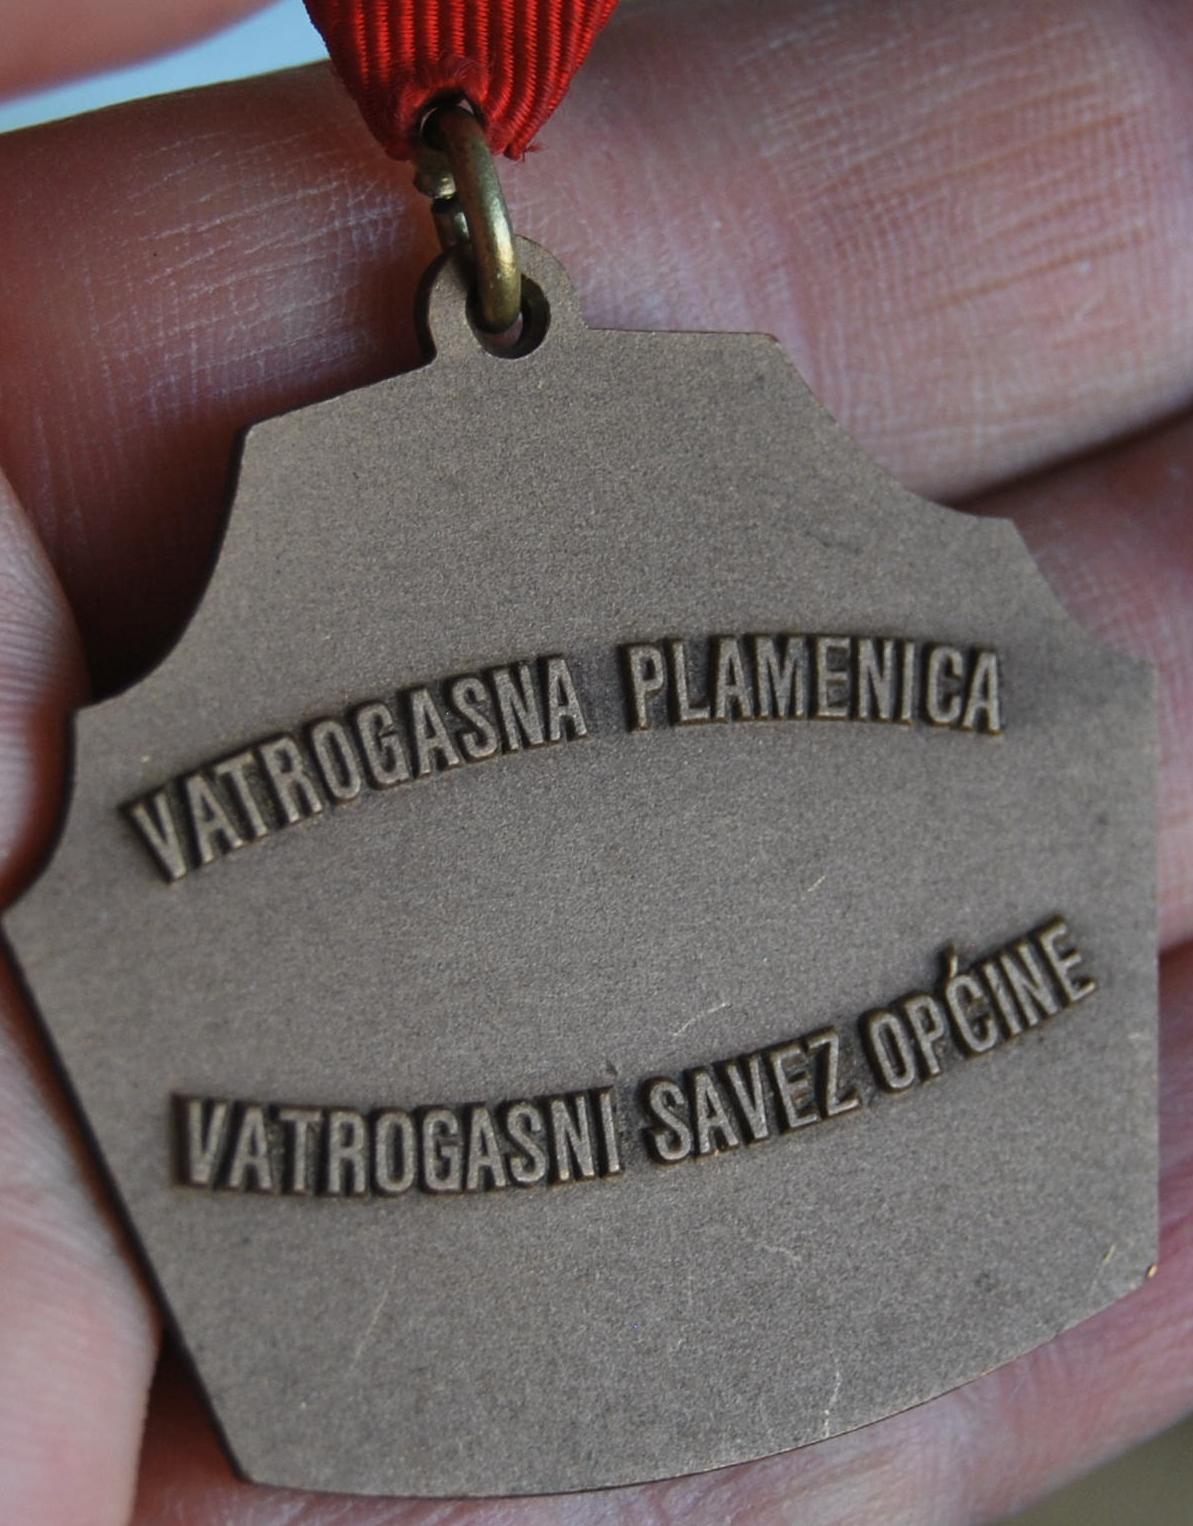 VATROGASNA PLAMENICA
VATROGASNI SAVEZ OPĆINE